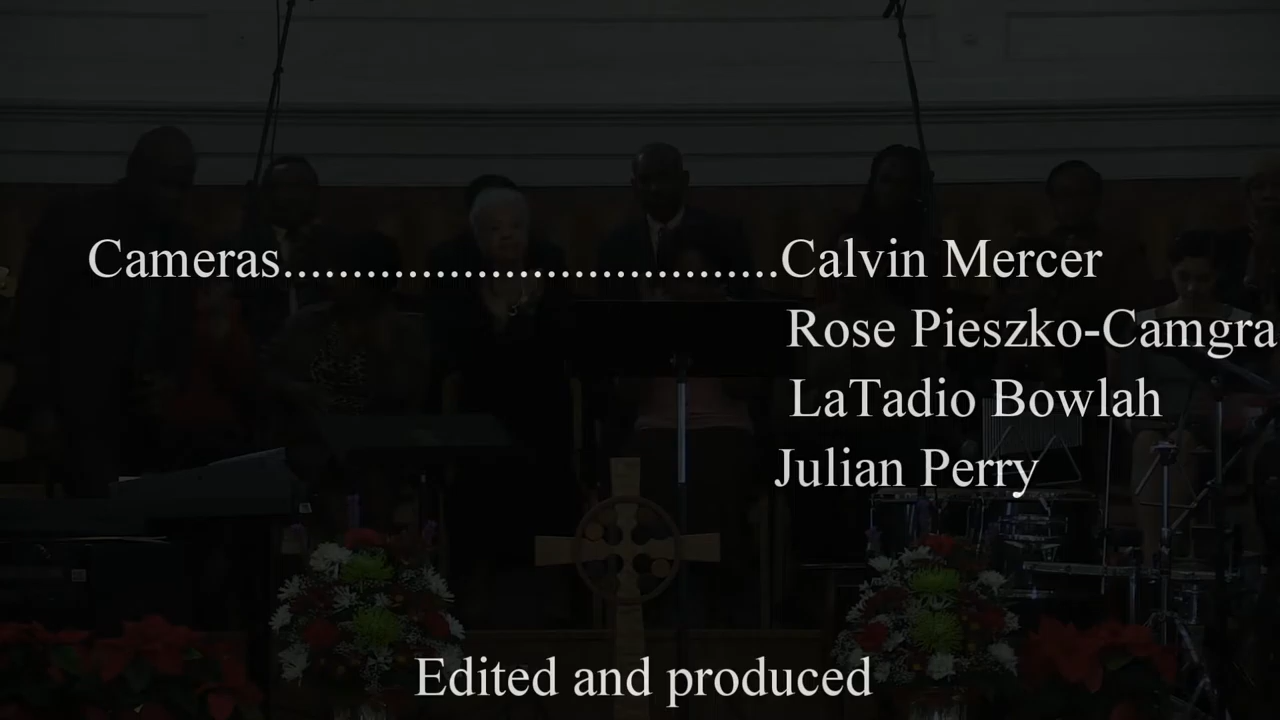 Cameras....................................Calvin Mercer
Rose Pieszko-Camgra
LaTadio Bowlah
Julian Perry
Edited and produced